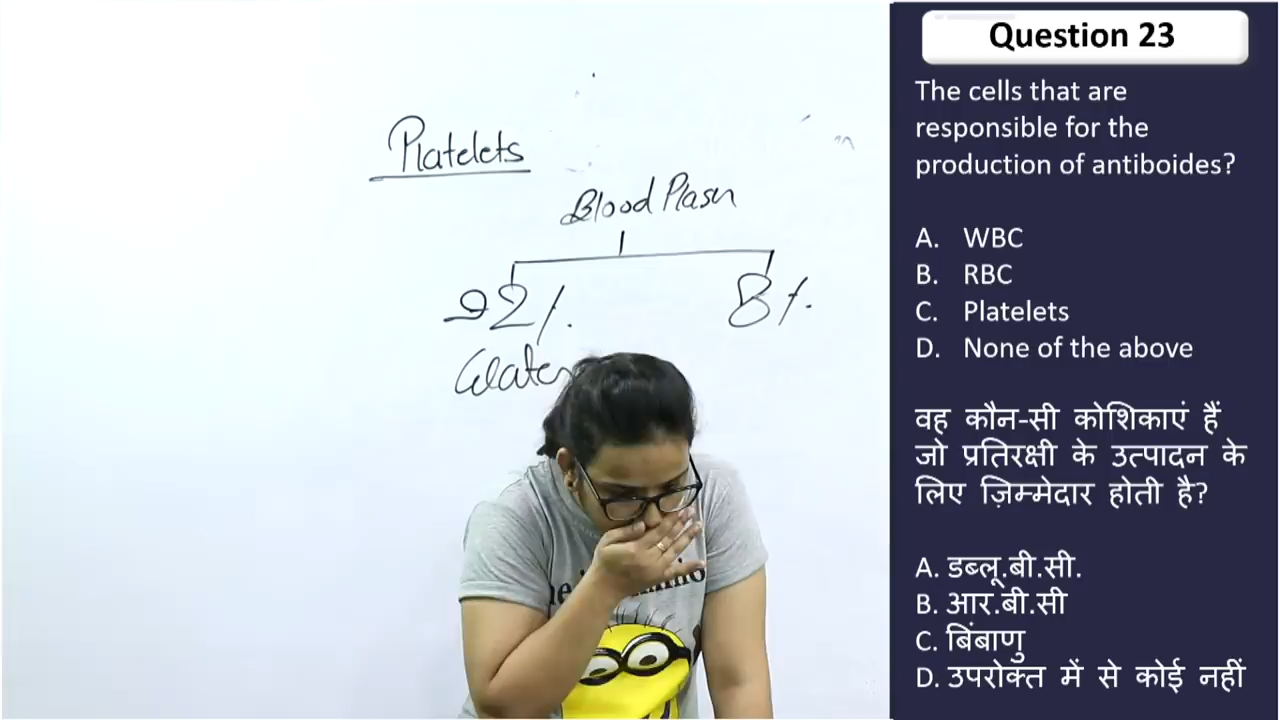 Platelets
Blood Plasm
92%
8%
Water
Question 23
The cells that are
responsible for the
production of antiboides?
A. WBC
B. RBC
C. Platelets
D. None of the above
वह कौन-सी कोशिकाएं हैं
जो प्रतिरक्षी के उत्पादन के
लिए ज़िम्मेदार होती है?
A. डब्लू.बी.सी.
B. आर.बी.सी
C. बिंबाणु
D. उपरोक्त में से कोई नहीं